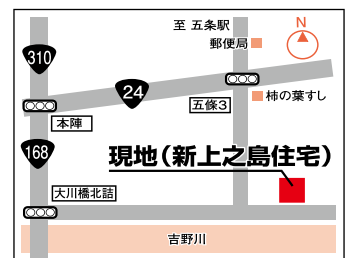 至 五条駅
N
郵便局
310
24
五條3
柿の葉すし
本陣
168
現地(新上之島住宅)
大川橋北詰
吉野川